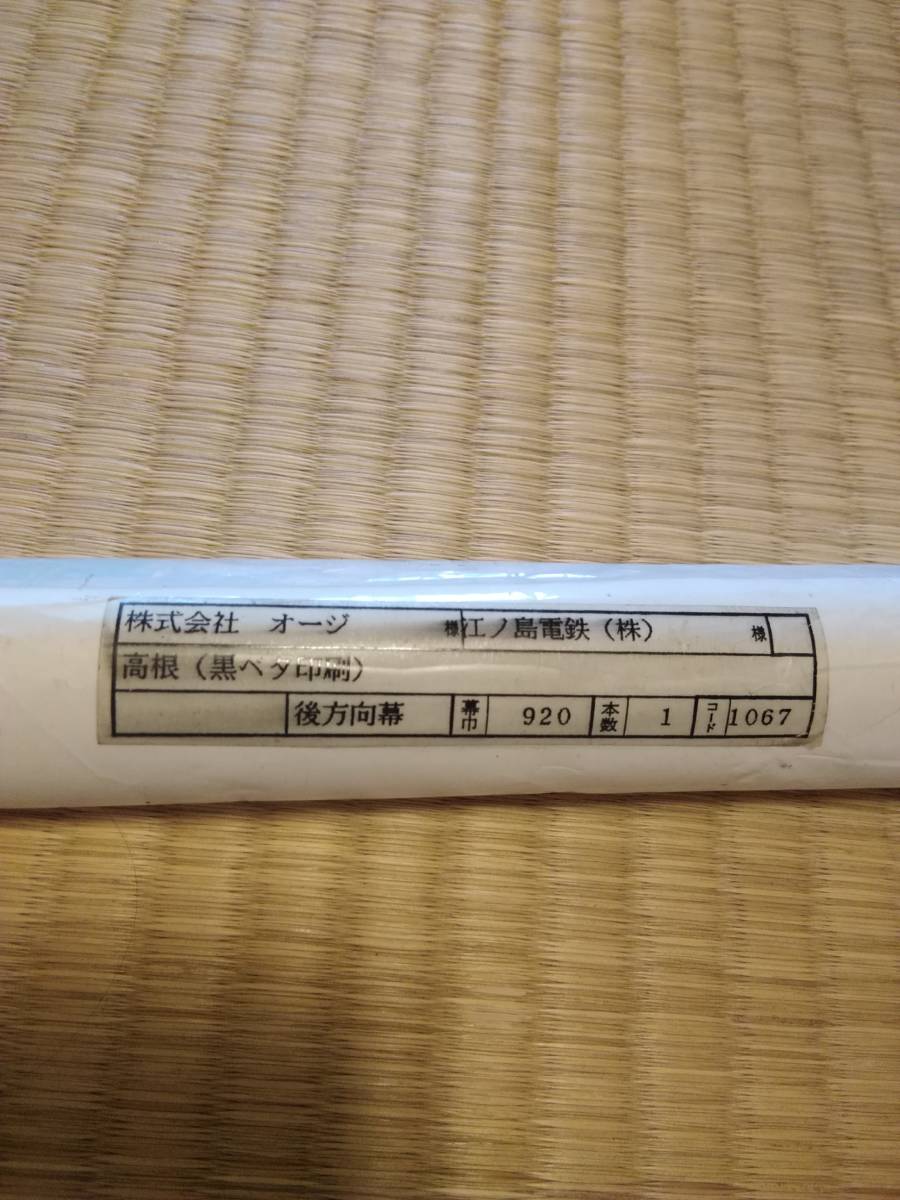 株式会社 オージ 様 江ノ島電鉄(株) 様
高根(黒ベタ印刷)
後方向幕 幕巾 920 本数 1 コード 1067